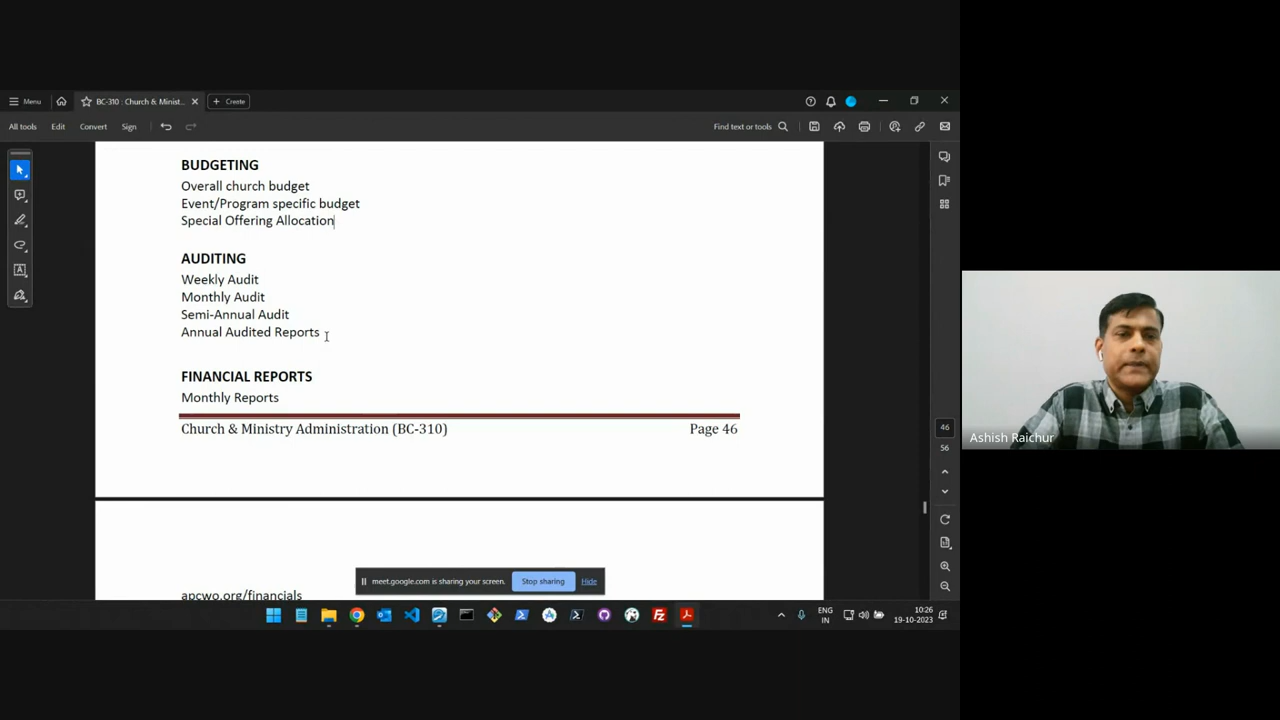 Menu
BC-310 : Church & Minist...
Create
All tools
Edit
Convert
Sign
Find text or tools
BUDGETING
Overall church budget
Event/Program specific budget
Special Offering Allocation
AUDITING
Weekly Audit
Monthly Audit
Semi-Annual Audit
Annual Audited Reports
FINANCIAL REPORTS
Monthly Reports
Church & Ministry Administration (BC-310)
Page 46
46
56
apcwo.org/financials
meet.google.com is sharing your screen.
Stop sharing
Hide
ENG
IN
10:26
19-10-2023
Ashish Raichur